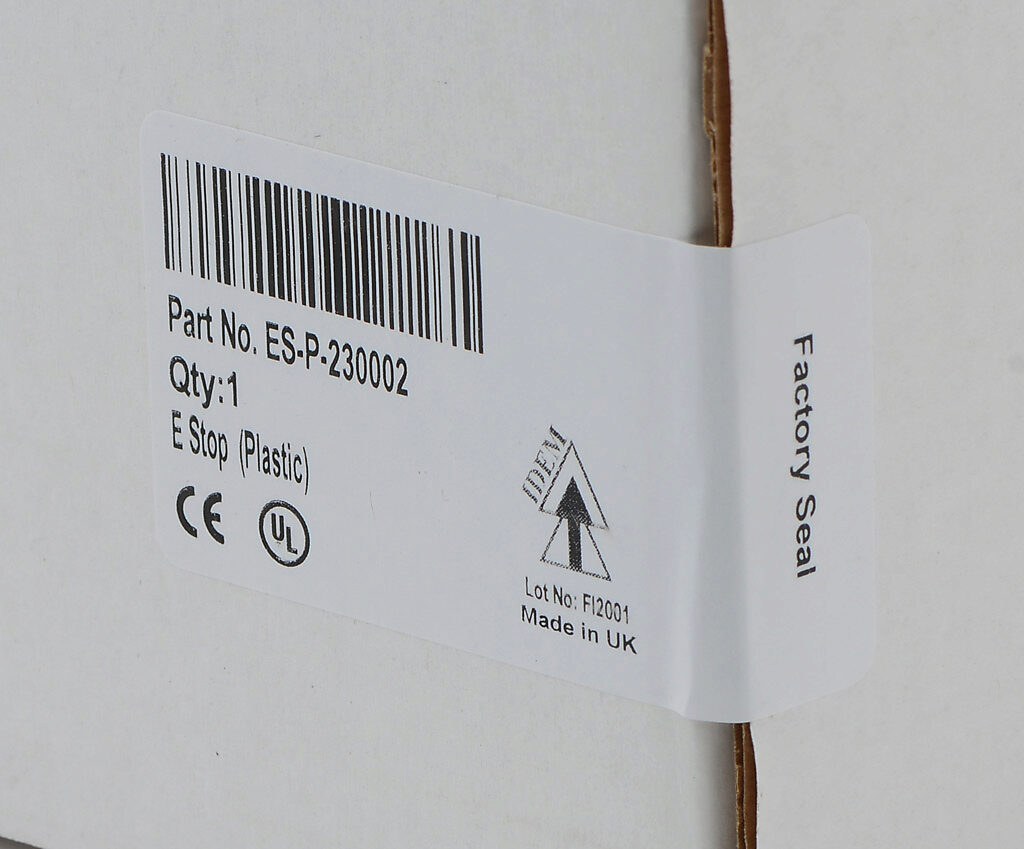 Part No. ES-P-230002
Qty:1
E Stop (Plastic)
CE
UL
IDEM
Lot No: FI2001
Made in UK
Factory Seal